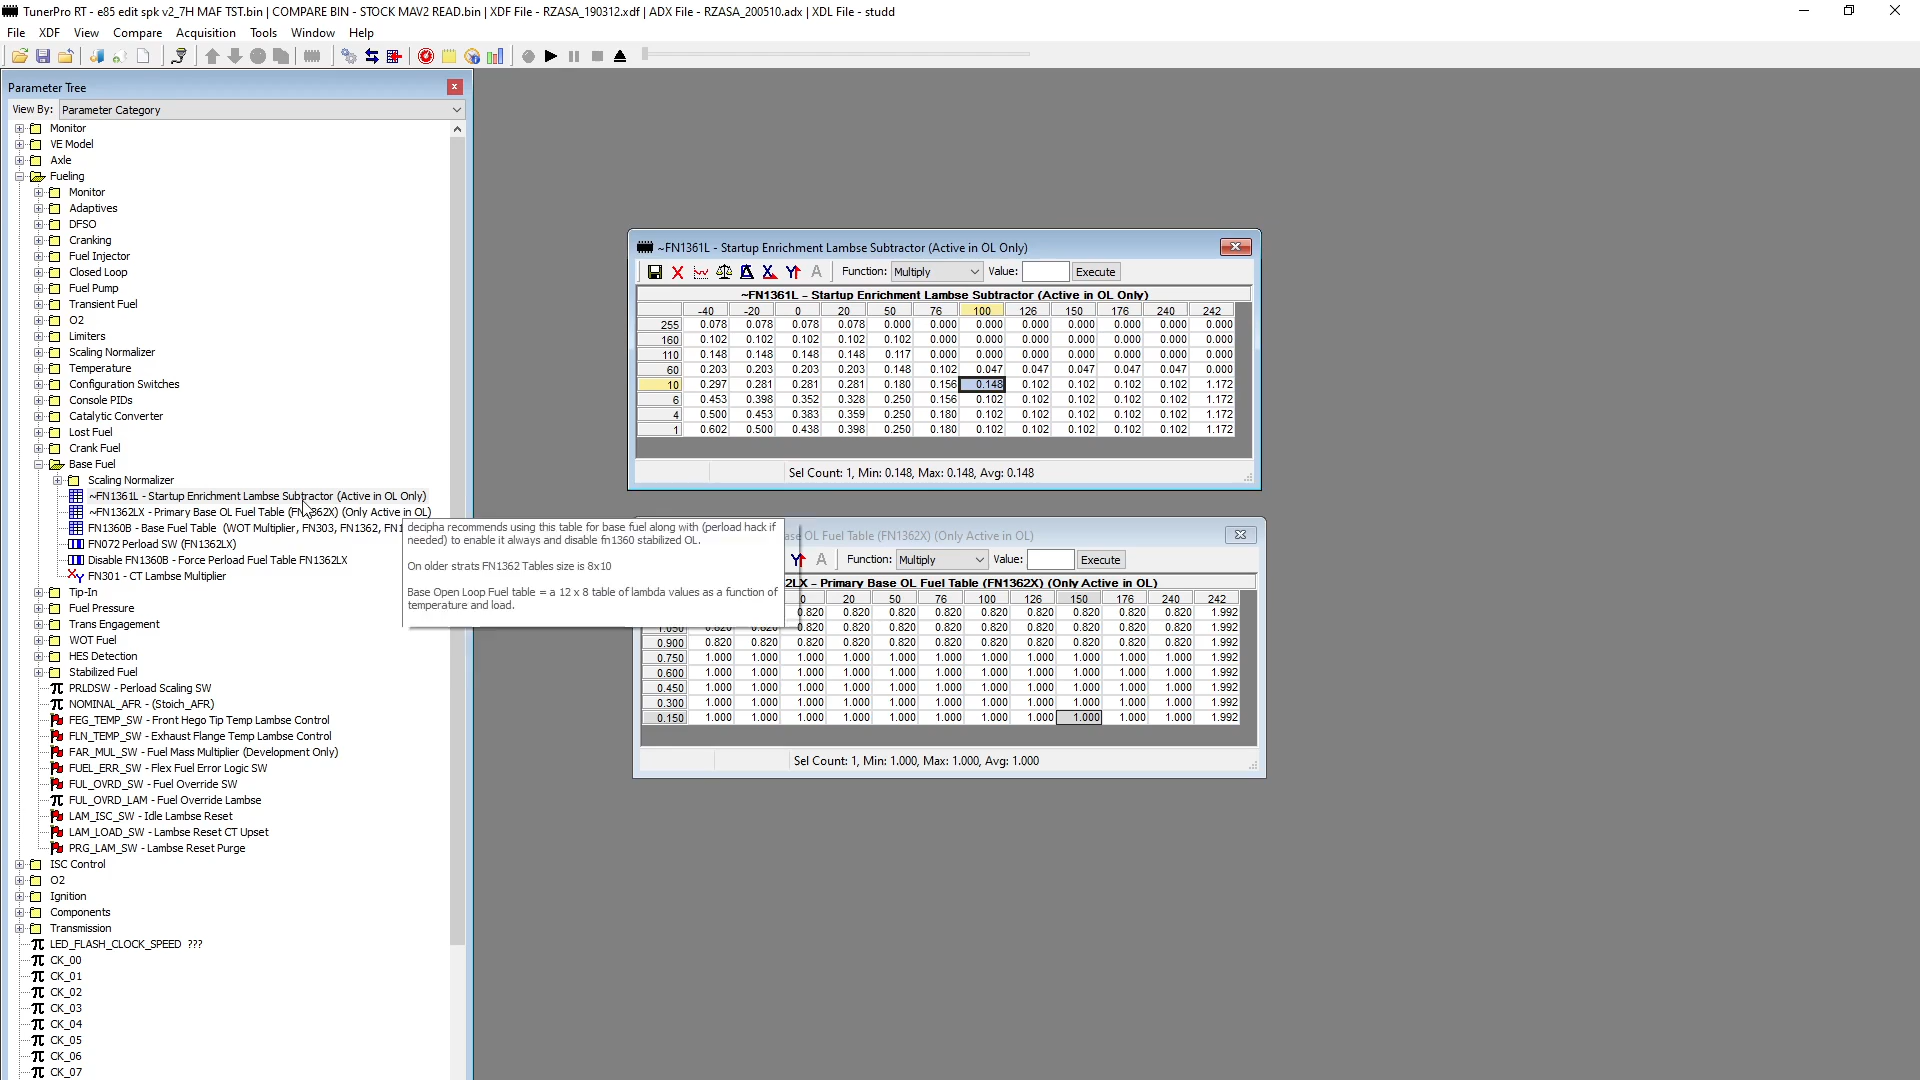 TunerPro RT - e85 edit spk v2_7H MAF TST.bin | COMPARE BIN - STOCK MAV2 READ.bin | XDF File - RZASA_190312.xdf | ADX File - RZASA_200510.adx | XDL File - studd
File XDF View Compare Acquisition Tools Window Help
Parameter Tree
View By: Parameter Category
Monitor
VE Model
Axle
Fueling
Monitor
Adaptives
DFSO
Cranking
Fuel Injector
Closed Loop
Fuel Pump
Transient Fuel
O2
Limiters
Scaling Normalizer
Temperature
Configuration Switches
Console PIDs
Catalytic Converter
Lost Fuel
Crank Fuel
Base Fuel
Scaling Normalizer
~FN1361L - Startup Enrichment Lambse Subtractor (Active in OL Only)
~FN1362LX - Primary Base OL Fuel Table (FN1362X) (Only Active in OL)
FN1360B - Base Fuel Table (WOT Multiplier, FN303, FN1362, FN1
FN072 Perload SW (FN1362LX)
Disable FN1360B - Force Perload Fuel Table FN1362LX
FN301 - CT Lambse Multiplier
Tip-In
Fuel Pressure
Trans Engagement
WOT Fuel
HES Detection
Stabilized Fuel
PRLDSW - Perload Scaling SW
NOMINAL_AFR - (Stoich_AFR)
FEG_TEMP_SW - Front Hego Tip Temp Lambse Control
FLN_TEMP_SW - Exhaust Flange Temp Lambse Control
FAR_MUL_SW - Fuel Mass Multiplier (Development Only)
FUEL_ERR_SW - Flex Fuel Error Logic SW
FUL_OVRD_SW - Fuel Override SW
FUL_OVRD_LAM - Fuel Override Lambse
LAM_ISC_SW - Idle Lambse Reset
LAM_LOAD_SW - Lambse Reset CT Upset
PRG_LAM_SW - Lambse Reset Purge
ISC Control
O2
Ignition
Components
Transmission
LED_FLASH_CLOCK_SPEED ???
CK_00
CK_01
CK_02
CK_03
CK_04
CK_05
CK_06
CK_07
decipha recommends using this table for base fuel along with (perload hack if
needed) to enable it always and disable fn1360 stabilized OL.
On older strats FN1362 Tables size is 8x10
Base Open Loop Fuel table = a 12 x 8 table of lambda values as a function of
temperature and load.
~FN1361L - Startup Enrichment Lambse Subtractor (Active in OL Only)
A Function: Multiply Value: Execute
~FN1361L - Startup Enrichment Lambse Subtractor (Active in OL Only)
-40 -20 0 20 50 76 100 126 150 176 240 242
255 0.078 0.078 0.078 0.078 0.000 0.000 0.000 0.000 0.000 0.000 0.000 0.000
160 0.102 0.102 0.102 0.102 0.102 0.000 0.000 0.000 0.000 0.000 0.000 0.000
110 0.148 0.148 0.148 0.148 0.117 0.000 0.000 0.000 0.000 0.000 0.000 0.000
60 0.203 0.203 0.203 0.203 0.148 0.102 0.047 0.047 0.047 0.047 0.047 0.000
10 0.297 0.281 0.281 0.281 0.180 0.156 0.148 0.102 0.102 0.102 0.102 1.172
6 0.453 0.398 0.352 0.328 0.250 0.156 0.102 0.102 0.102 0.102 0.102 1.172
4 0.500 0.453 0.383 0.359 0.250 0.180 0.102 0.102 0.102 0.102 0.102 1.172
1 0.602 0.500 0.438 0.398 0.250 0.180 0.102 0.102 0.102 0.102 0.102 1.172
Sel Count: 1, Min: 0.148, Max: 0.148, Avg: 0.148
ase OL Fuel Table (FN1362X) (Only Active in OL)
A Function: Multiply Value: Execute
2LX - Primary Base OL Fuel Table (FN1362X) (Only Active in OL)
0 20 50 76 100 126 150 176 240 242
0.820 0.820 0.820 0.820 0.820 0.820 0.820 0.820 0.820 1.992
1.050 0.820 0.820 0.820 0.820 0.820 0.820 0.820 0.820 1.992
0.900 0.820 0.820 0.820 0.820 0.820 0.820 0.820 0.820 0.820 0.820 0.820 1.992
0.750 1.000 1.000 1.000 1.000 1.000 1.000 1.000 1.000 1.000 1.000 1.000 1.992
0.600 1.000 1.000 1.000 1.000 1.000 1.000 1.000 1.000 1.000 1.000 1.000 1.992
0.450 1.000 1.000 1.000 1.000 1.000 1.000 1.000 1.000 1.000 1.000 1.000 1.992
0.300 1.000 1.000 1.000 1.000 1.000 1.000 1.000 1.000 1.000 1.000 1.000 1.992
0.150 1.000 1.000 1.000 1.000 1.000 1.000 1.000 1.000 1.000 1.000 1.000 1.992
Sel Count: 1, Min: 1.000, Max: 1.000, Avg: 1.000